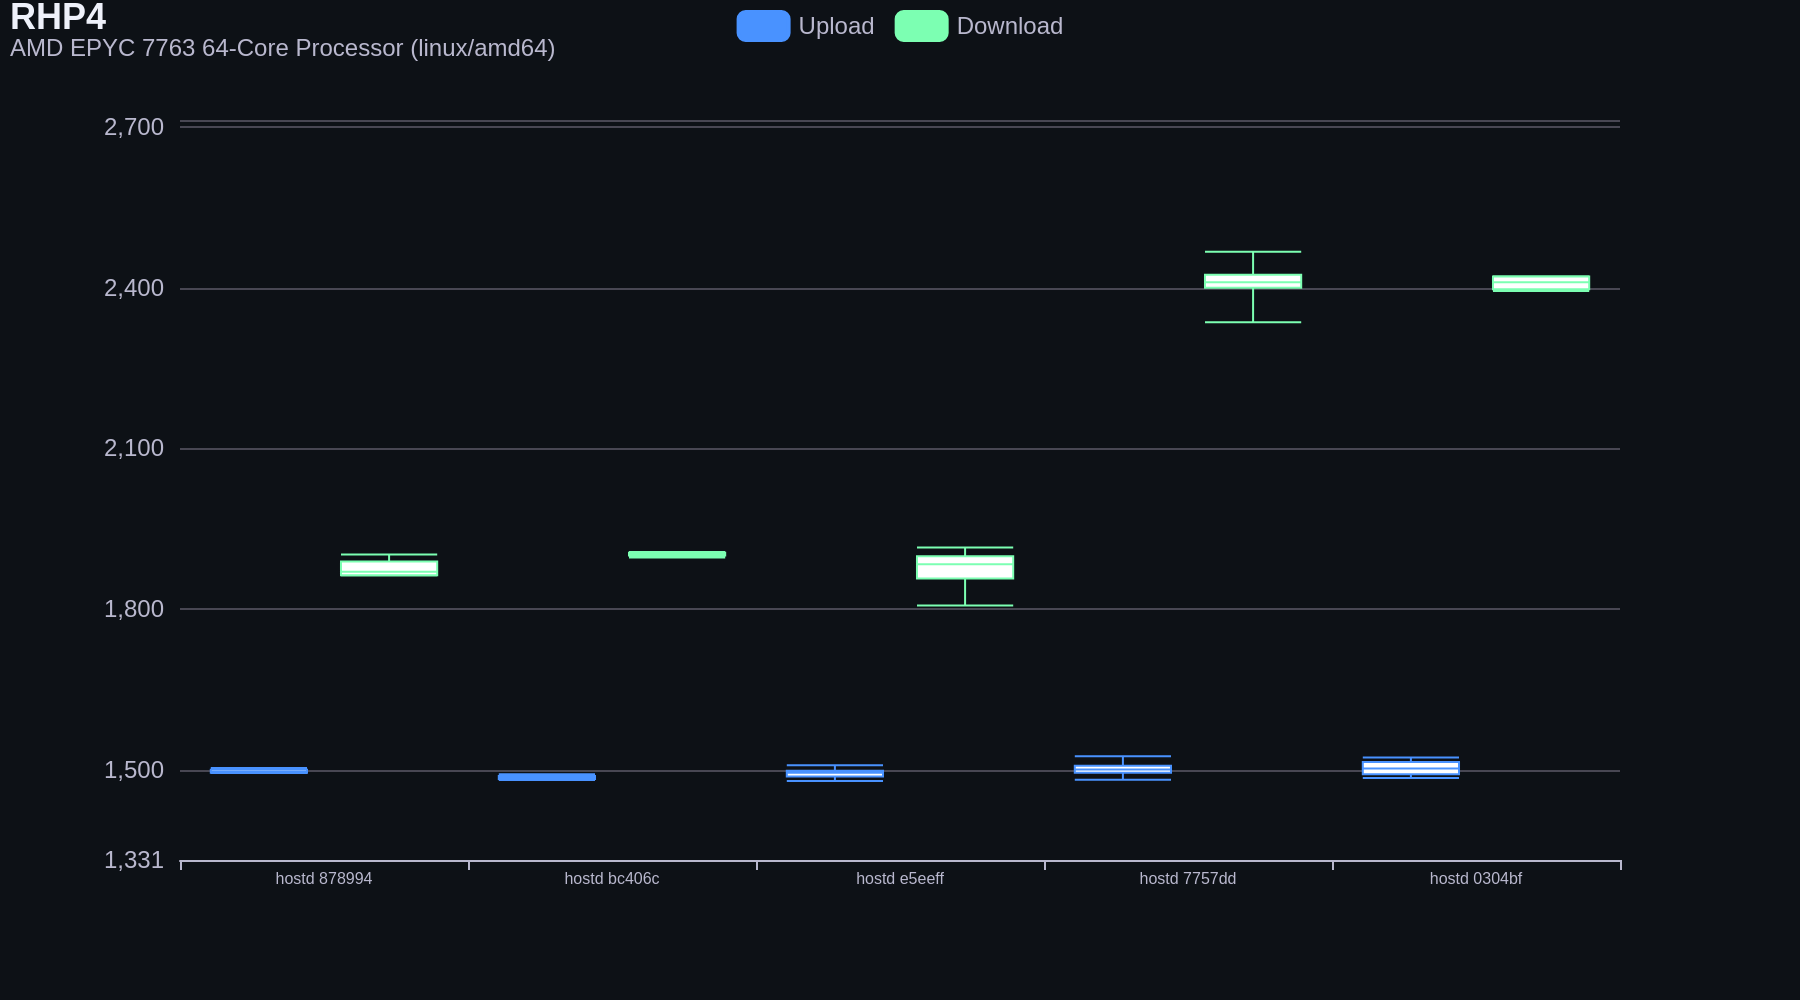 RHP4
AMD EPYC 7763 64-Core Processor (linux/amd64)
Upload
Download
2,700
2,400
2,100
1,800
1,500
1,331
hostd 878994
hostd bc406c
hostd e5eeff
hostd 7757dd
hostd 0304bf